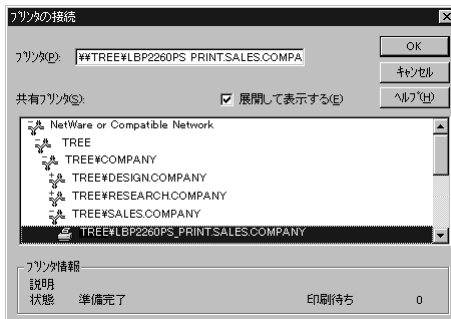 プリンタの接続
プリンタ(P): ¥¥TREE¥LBP2260PS PRINT.SALES.COMPA
OK
キャンセル
ヘルプ(H)
共有プリンタ(S):
展開して表示する(E)
NetWare or Compatible Network
TREE
TREE¥COMPANY
TREE¥DESIGN.COMPANY
TREE¥RESEARCH.COMPANY
TREE¥SALES.COMPANY
TREE¥LBP2260PS_PRINT.SALES.COMPANY
プリンタ情報
説明
状態 準備完了 印刷待ち 0